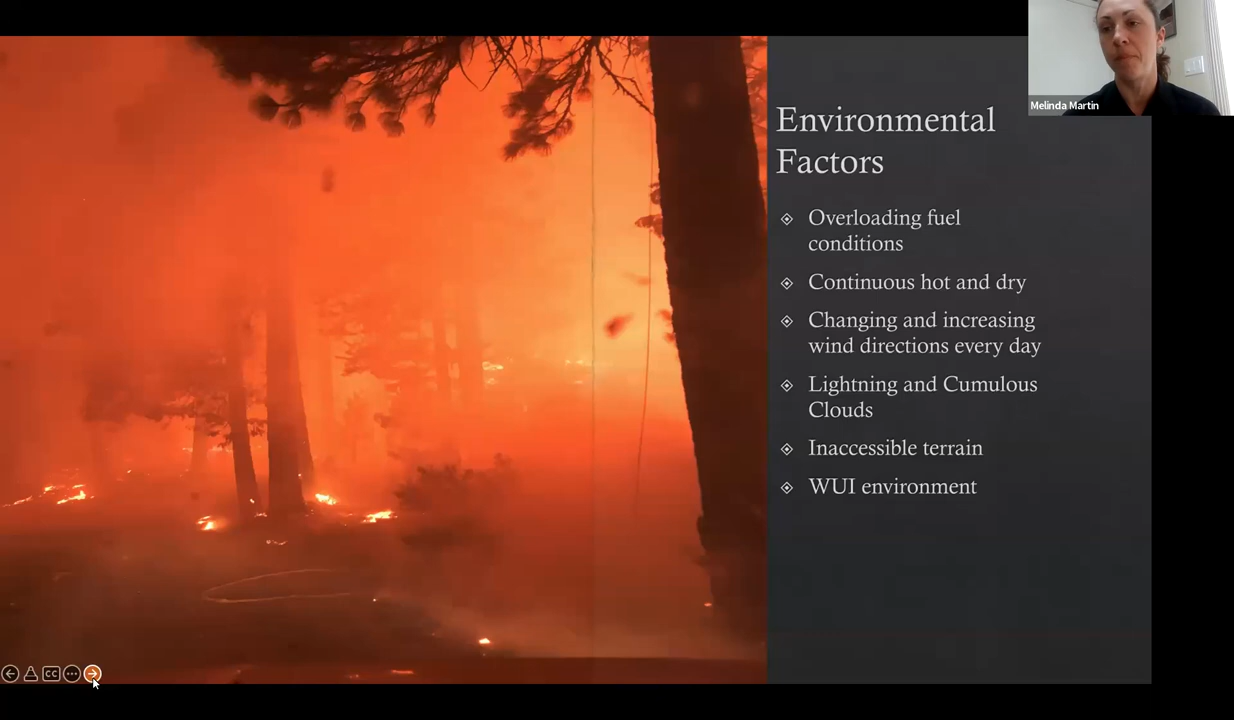 Melinda Martin
Environmental
Factors
Overloading fuel
conditions
Continuous hot and dry
Changing and increasing
wind directions every day
Lightning and Cumulous
Clouds
Inaccessible terrain
WUI environment
CC